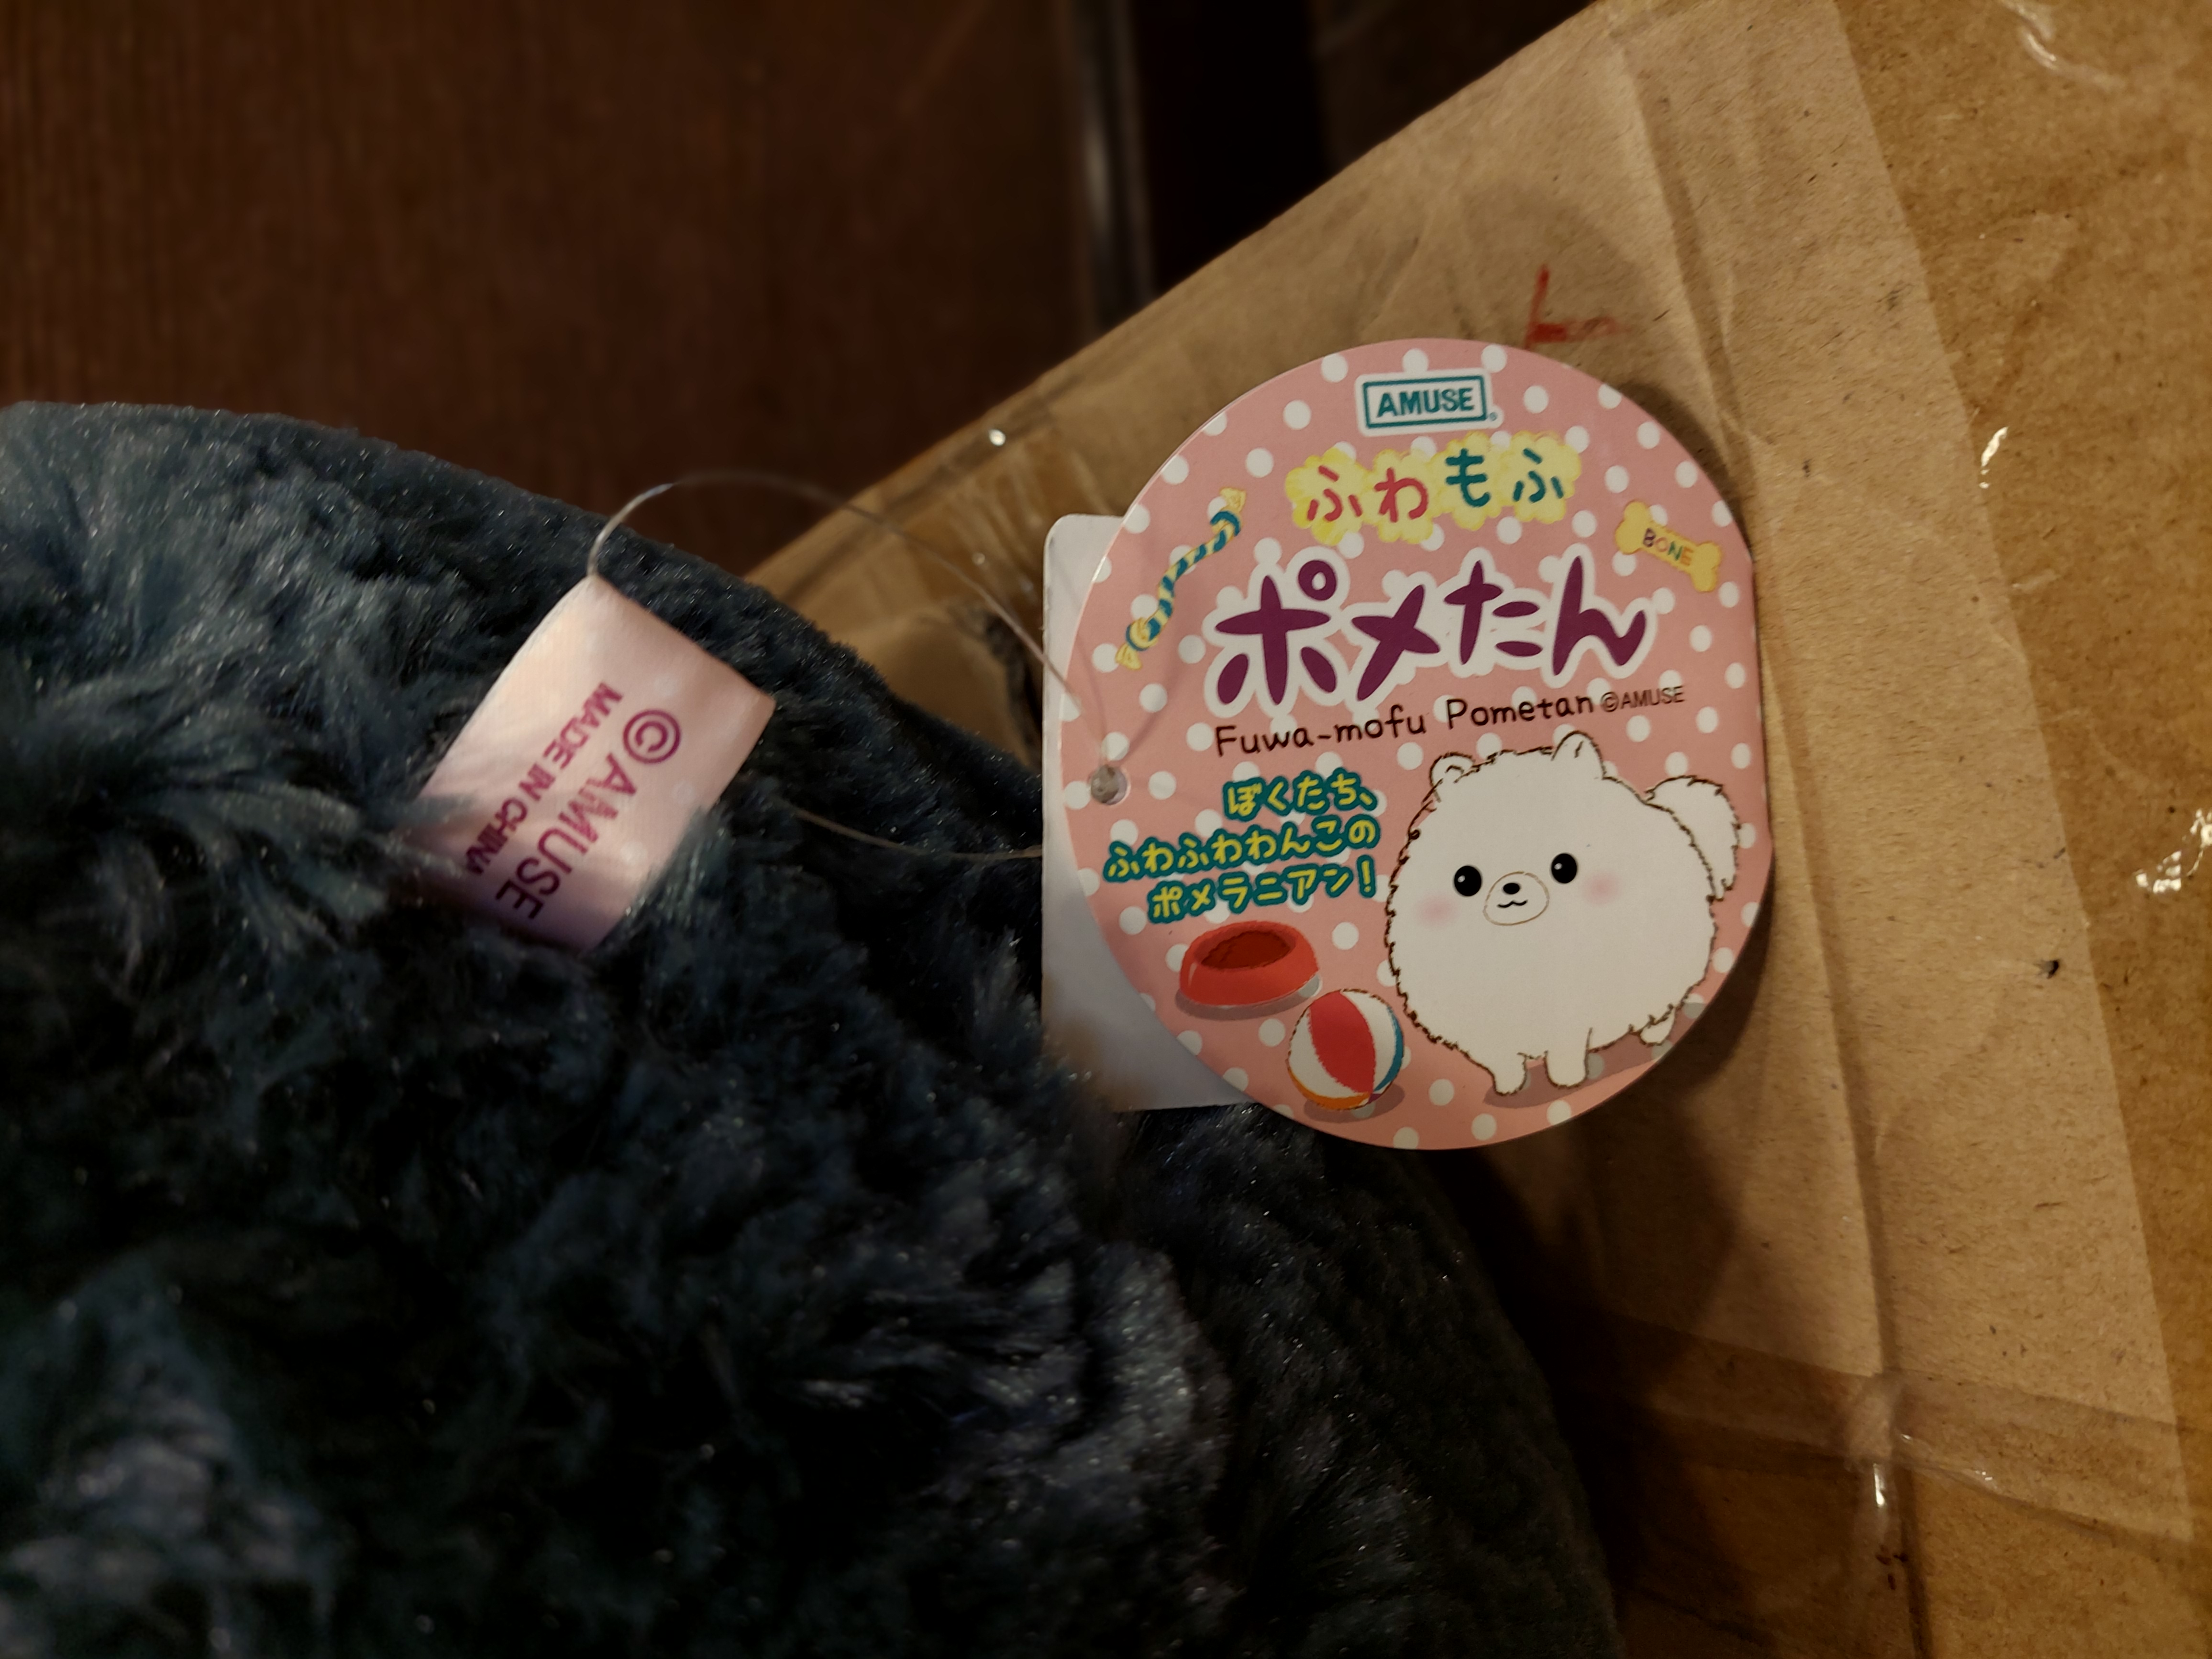 AMUSE
ふわもふ
BONE
ポメたん
Fuwa-mofu Pometan ©AMUSE
ぼくたち、
ふわふわわんこの
ポメラニアン!
©AMUSE
MADE IN CHINA